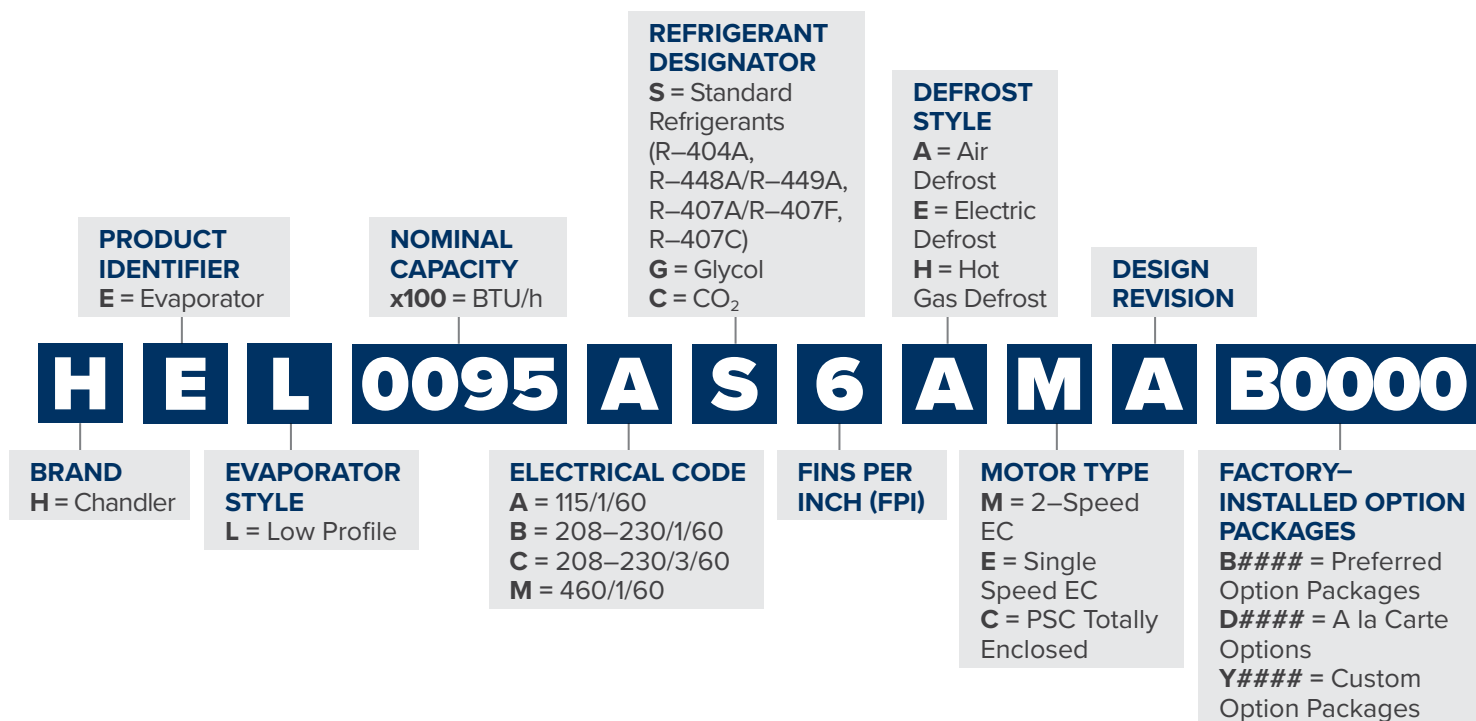 REFRIGERANT
DESIGNATOR
S = Standard
Refrigerants
(R–404A,
R–448A/R–449A,
R–407A/R–407F,
R–407C)
G = Glycol
C = CO₂
DEFROST
STYLE
A = Air
Defrost
E = Electric
Defrost
H = Hot
Gas Defrost
PRODUCT
IDENTIFIER
E = Evaporator
NOMINAL
CAPACITY
x100 = BTU/h
DESIGN
REVISION
H E L 0095 A S 6 A M A B0000
BRAND
H = Chandler
EVAPORATOR
STYLE
L = Low Profile
ELECTRICAL CODE
A = 115/1/60
B = 208–230/1/60
C = 208–230/3/60
M = 460/1/60
FINS PER
INCH (FPI)
MOTOR TYPE
M = 2–Speed
EC
E = Single
Speed EC
C = PSC Totally
Enclosed
FACTORY–
INSTALLED OPTION
PACKAGES
B#### = Preferred
Option Packages
D#### = A la Carte
Options
Y#### = Custom
Option Packages